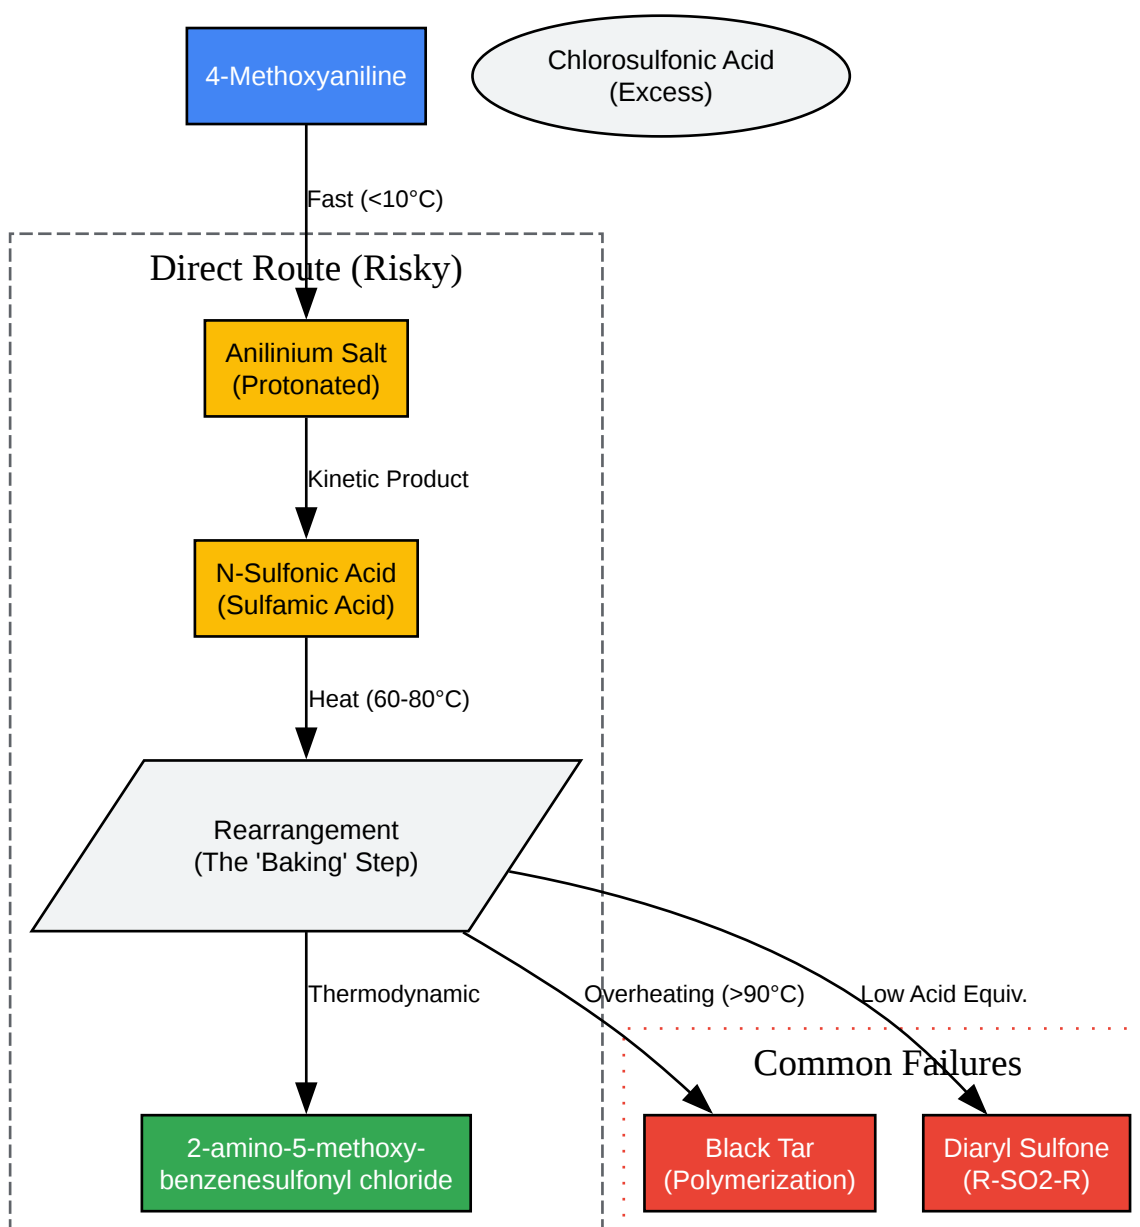 4-Methoxyaniline
Chlorosulfonic Acid
(Excess)
Fast (<10°C)
Direct Route (Risky)
Anilinium Salt
(Protonated)
Kinetic Product
N-Sulfonic Acid
(Sulfamic Acid)
Heat (60-80°C)
Rearrangement
(The 'Baking' Step)
Thermodynamic
Overheating (>90°C)
Low Acid Equiv.
Common Failures
2-amino-5-methoxy-
benzenesulfonyl chloride
Black Tar
(Polymerization)
Diaryl Sulfone
(R-SO2-R)